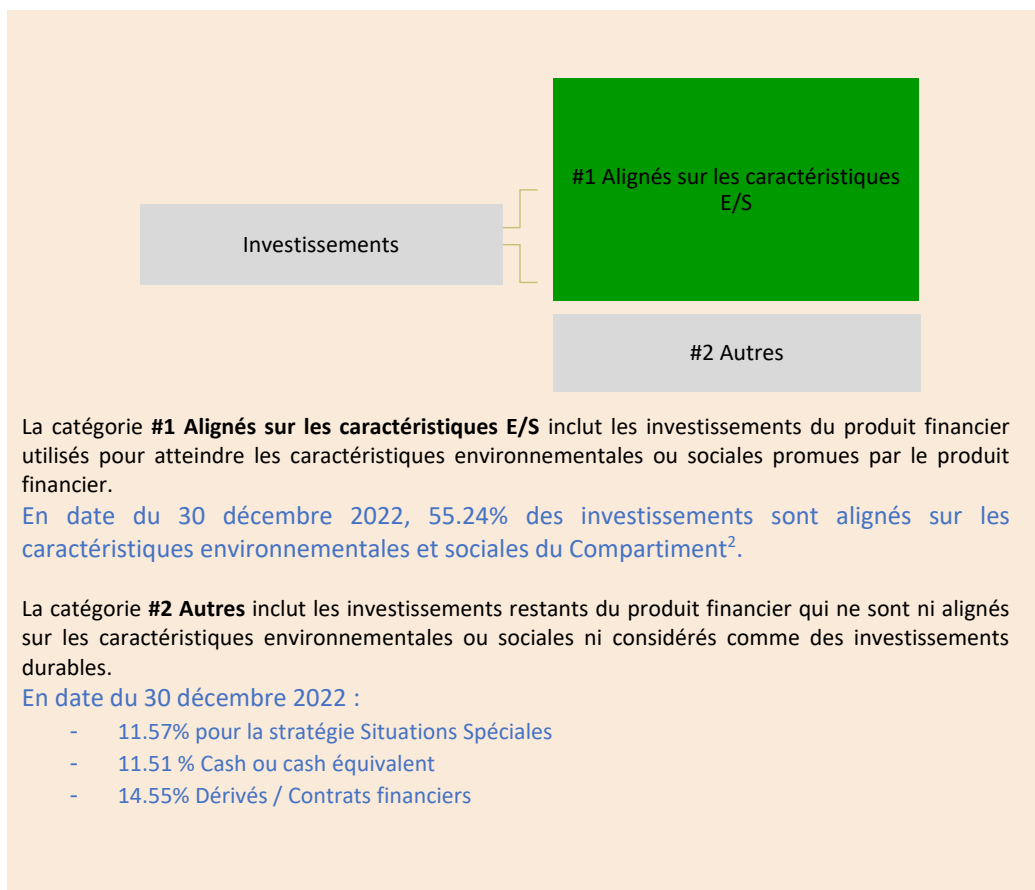 #1 Alignés sur les caractéristiques
E/S
Investissements
#2 Autres
La catégorie #1 Alignés sur les caractéristiques E/S inclut les investissements du produit financier
utilisés pour atteindre les caractéristiques environnementales ou sociales promues par le produit
financier.
En date du 30 décembre 2022, 55.24% des investissements sont alignés sur les
caractéristiques environnementales et sociales du Compartiment².
La catégorie #2 Autres inclut les investissements restants du produit financier qui ne sont ni alignés
sur les caractéristiques environnementales ou sociales ni considérés comme des investissements
durables.
En date du 30 décembre 2022 :
- 11.57% pour la stratégie Situations Spéciales
- 11.51 % Cash ou cash équivalent
- 14.55% Dérivés / Contrats financiers